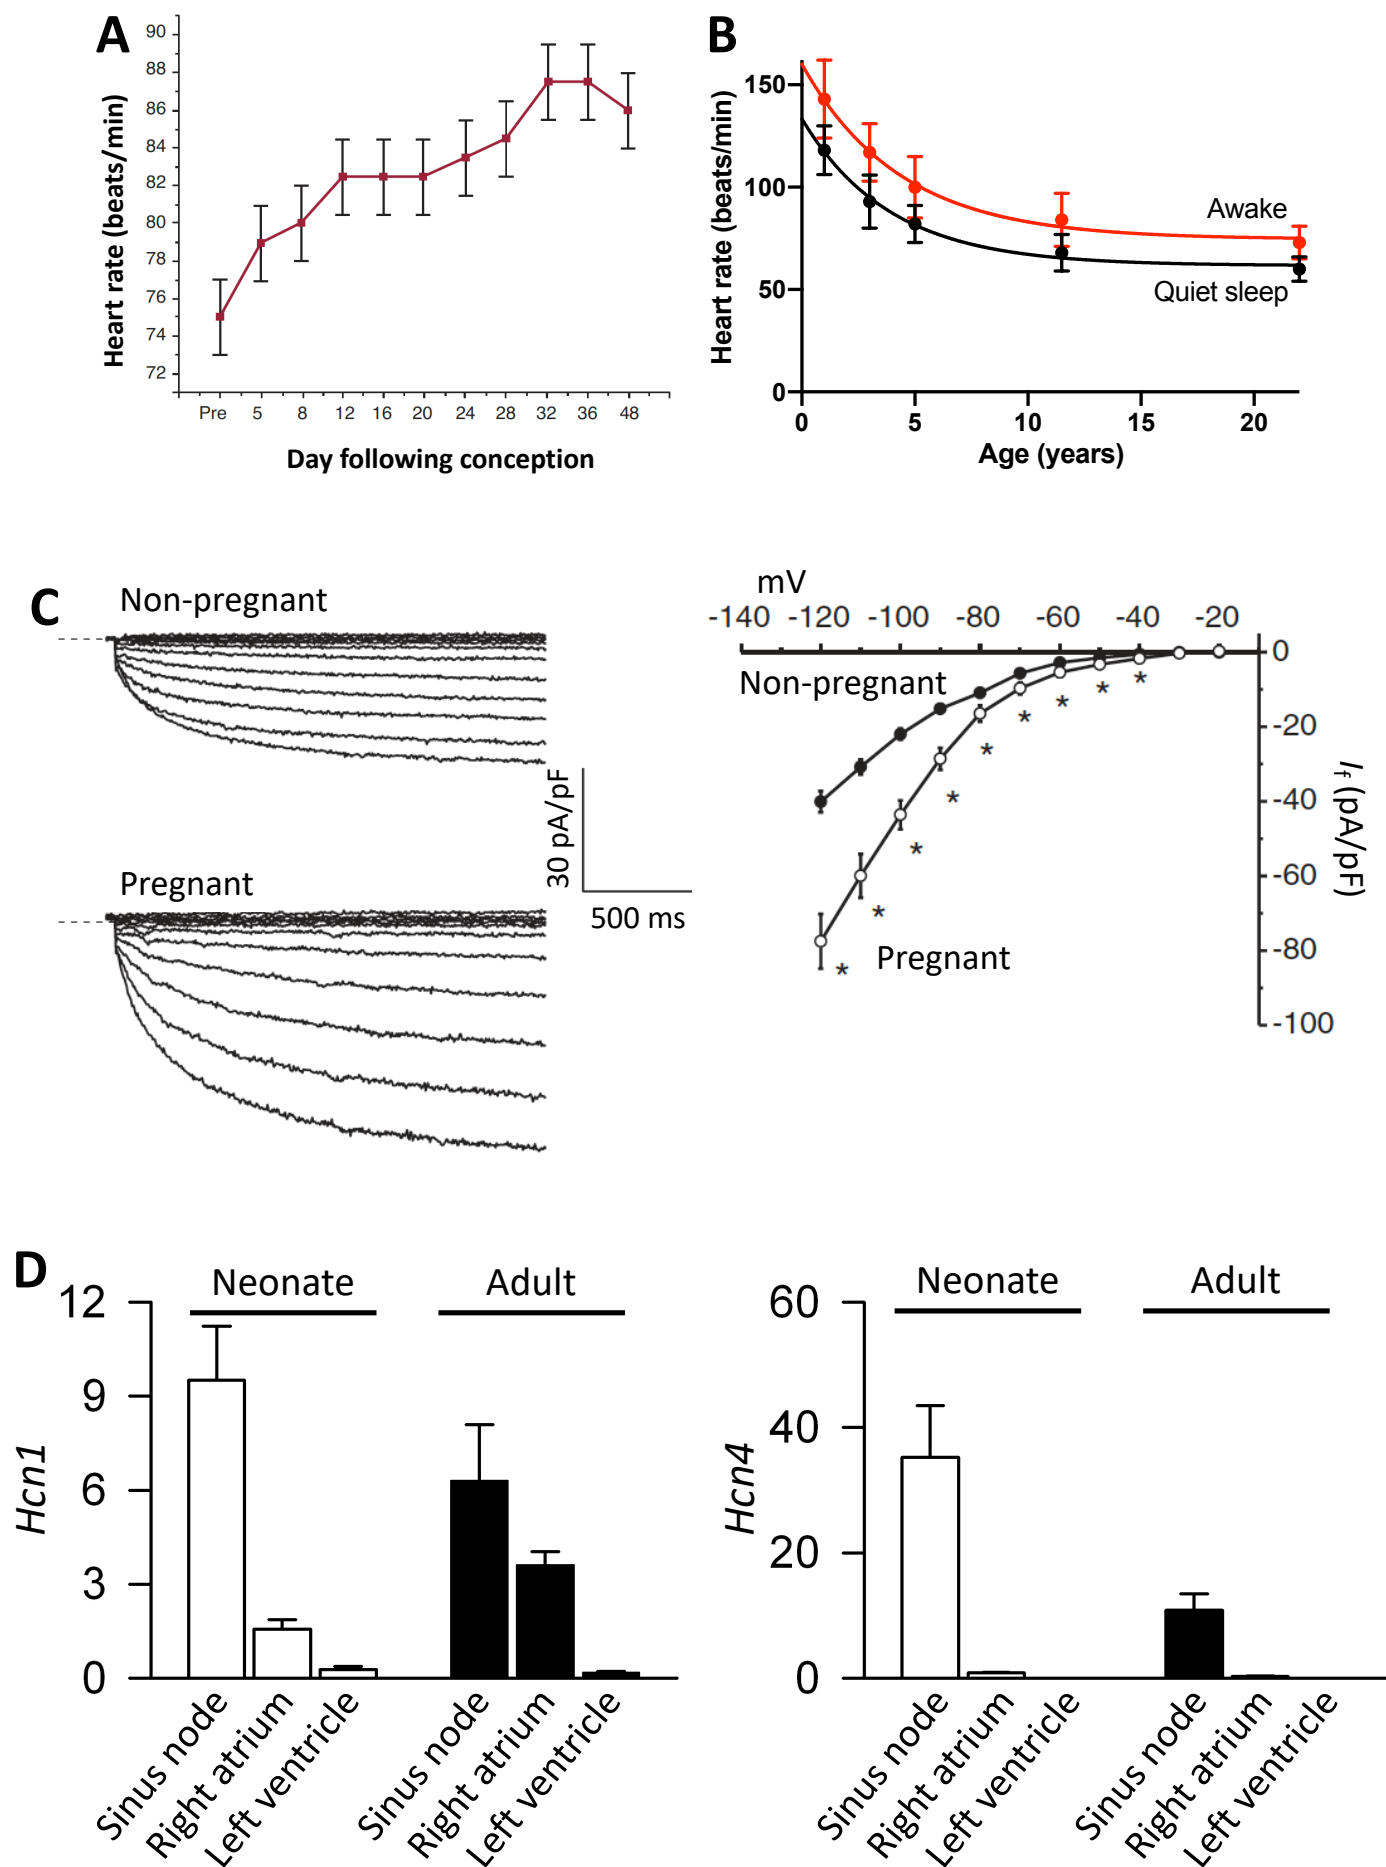 A
90
88
86
84
82
80
78
76
74
72
Heart rate (beats/min)
Pre 5 8 12 16 20 24 28 32 36 48
Day following conception
B
150
100
50
0
Heart rate (beats/min)
Awake
Quiet sleep
0 5 10 15 20
Age (years)
C
Non-pregnant
Pregnant
30 pA/pF
500 ms
mV
-140 -120 -100 -80 -60 -40 -20
0
-20
-40
-60
-80
-100
If (pA/pF)
Non-pregnant
* * * * * * * * *
Pregnant
D
Neonate Adult
12
9
6
3
0
Hcn1
Sinus node
Right atrium
Left ventricle
Sinus node
Right atrium
Left ventricle
Neonate Adult
60
40
20
0
Hcn4
Sinus node
Right atrium
Left ventricle
Sinus node
Right atrium
Left ventricle